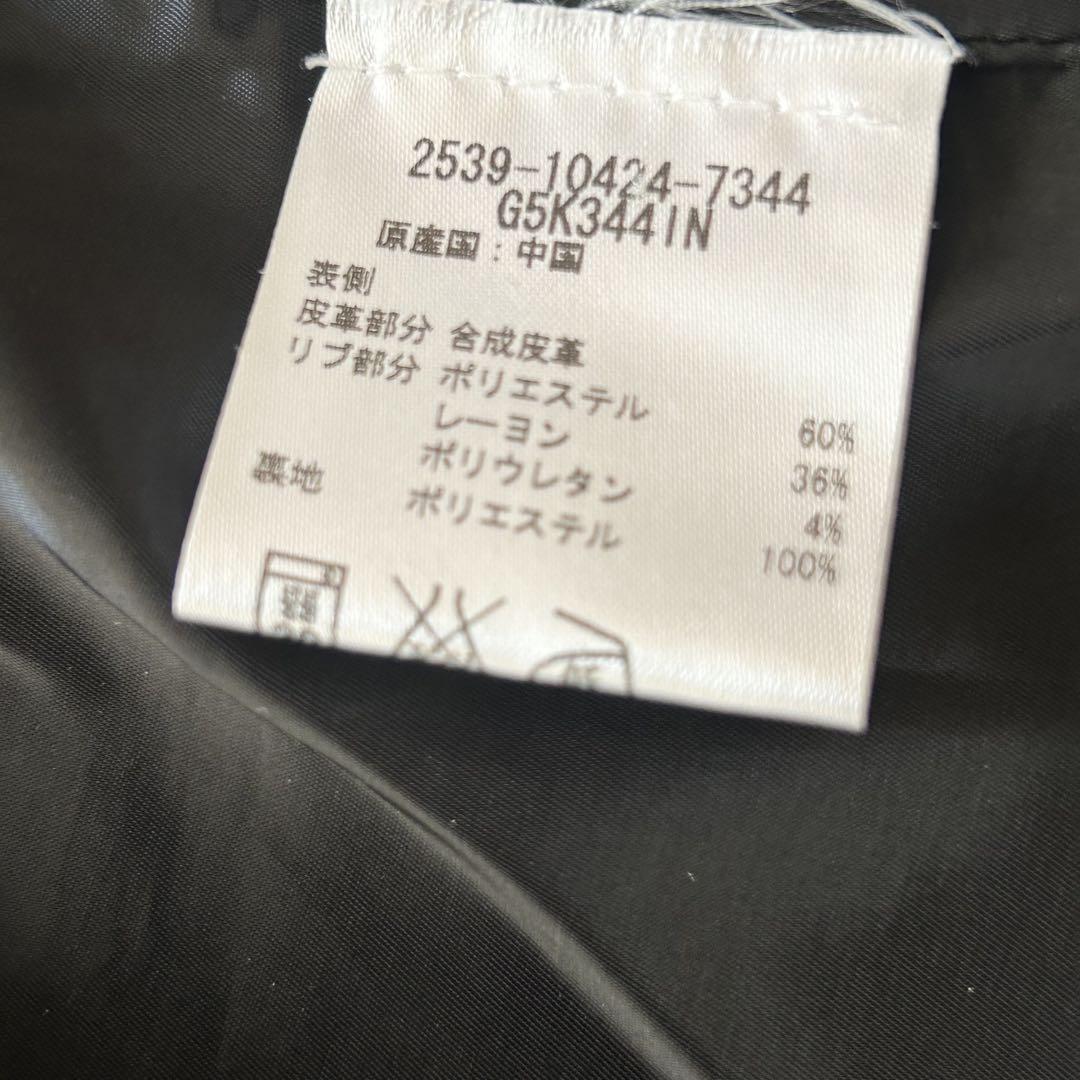 2539-10424-7344
G5K344IN
原産国：中国
表側
皮革部分 合成皮革
リブ部分 ポリエステル 60%
レーヨン 36%
ポリウレタン 4%
裏地 ポリエステル 100%